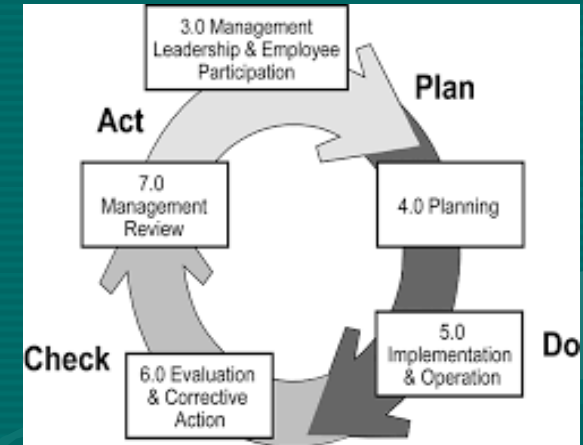 3.0 Management
Leadership & Employee
Participation
Plan
Act
7.0
Management
Review
4.0 Planning
5.0
Implementation
& Operation
Do
Check
6.0 Evaluation
& Corrective
Action